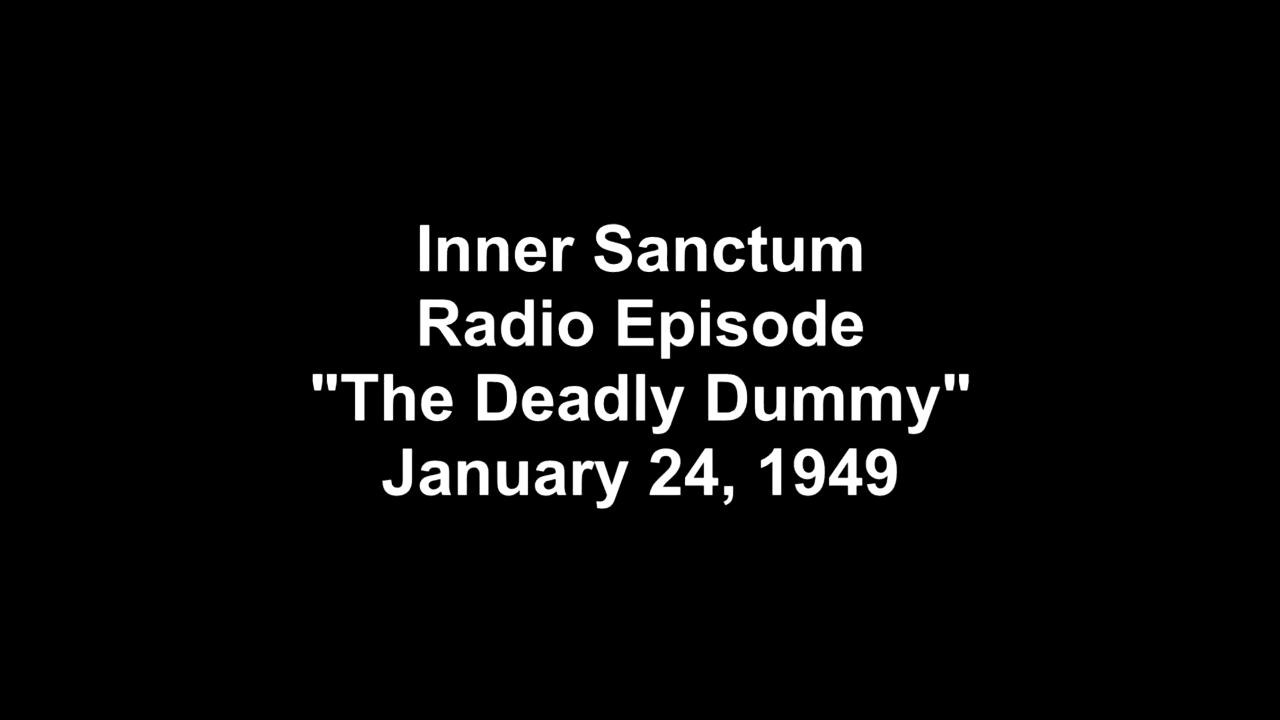 Inner Sanctum
Radio Episode
"The Deadly Dummy"
January 24, 1949